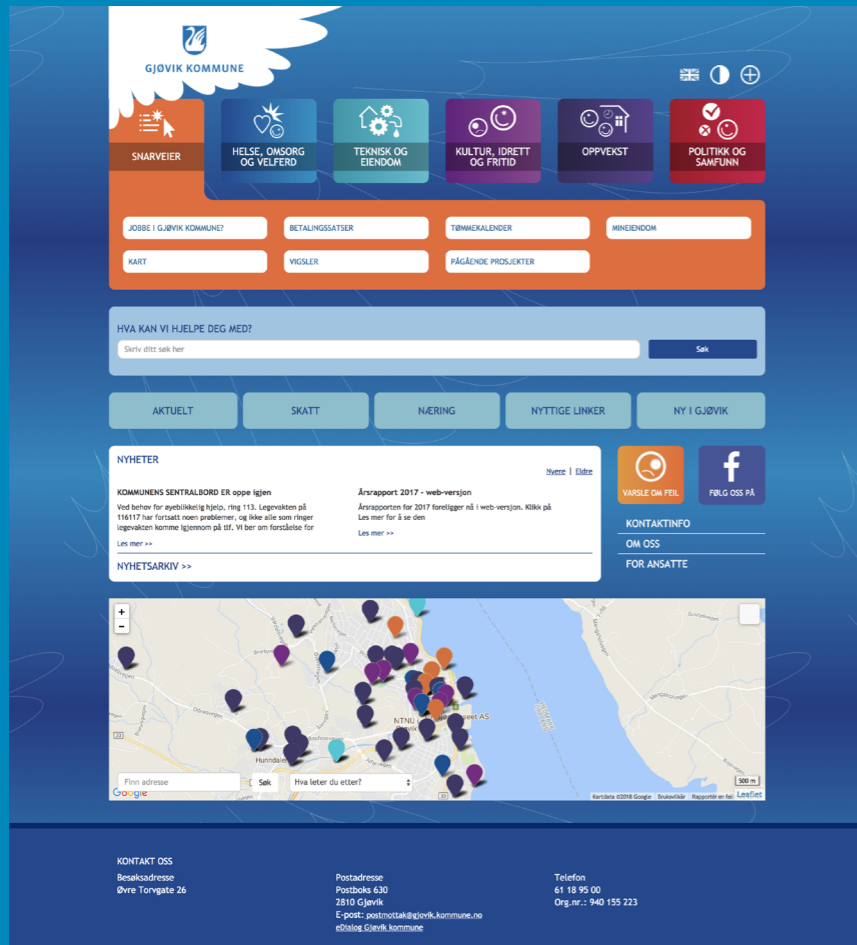 GJØVIK KOMMUNE
SNARVEIER
HELSE, OMSORG
OG VELFERD
TEKNISK OG
EIENDOM
KULTUR, IDRETT
OG FRITID
OPPVEKST
POLITIKK OG
SAMFUNN
JOBBE I GJØVIK KOMMUNE?
BETALINGSSATSER
TØMMEKALENDER
MINEIENDOM
KART
VIGSLER
PÅGÅENDE PROSJEKTER
HVA KAN VI HJELPE DEG MED?
Skriv ditt søk her
Søk
AKTUELT
SKATT
NÆRING
NYTTIGE LINKER
NY I GJØVIK
NYHETER
Nyere | Eldre
KOMMUNENS SENTRALBORD ER oppe igjen
Ved behov for øyeblikkelig hjelp, ring 113. Legevakten på
116117 har fortsatt noen problemer, og ikke alle som ringer
legevakten komme igjennom på tlf. Vi ber om forståelse for
Les mer >>
Årsrapport 2017 - web-versjon
Årsrapporten for 2017 foreligger nå i web-versjon. Klikk på
Les mer for å se den
Les mer >>
NYHETSARKIV >>
VARSLE OM FEIL
FØLG OSS PÅ
KONTAKTINFO
OM OSS
FOR ANSATTE
+
-
NTNU
33
Finn adresse
Søk
Hva leter du etter?
Google
33
500 m
Kartdata ©2018 Google
Bruksvilkår
Leaflet
KONTAKT OSS
Besøksadresse
Øvre Torvgate 26
Postadresse
Postboks 630
2810 Gjøvik
E-post: postmottak@gjovik.kommune.no
eDialog Gjøvik kommune
Telefon
61 18 95 00
Org.nr.: 940 155 223